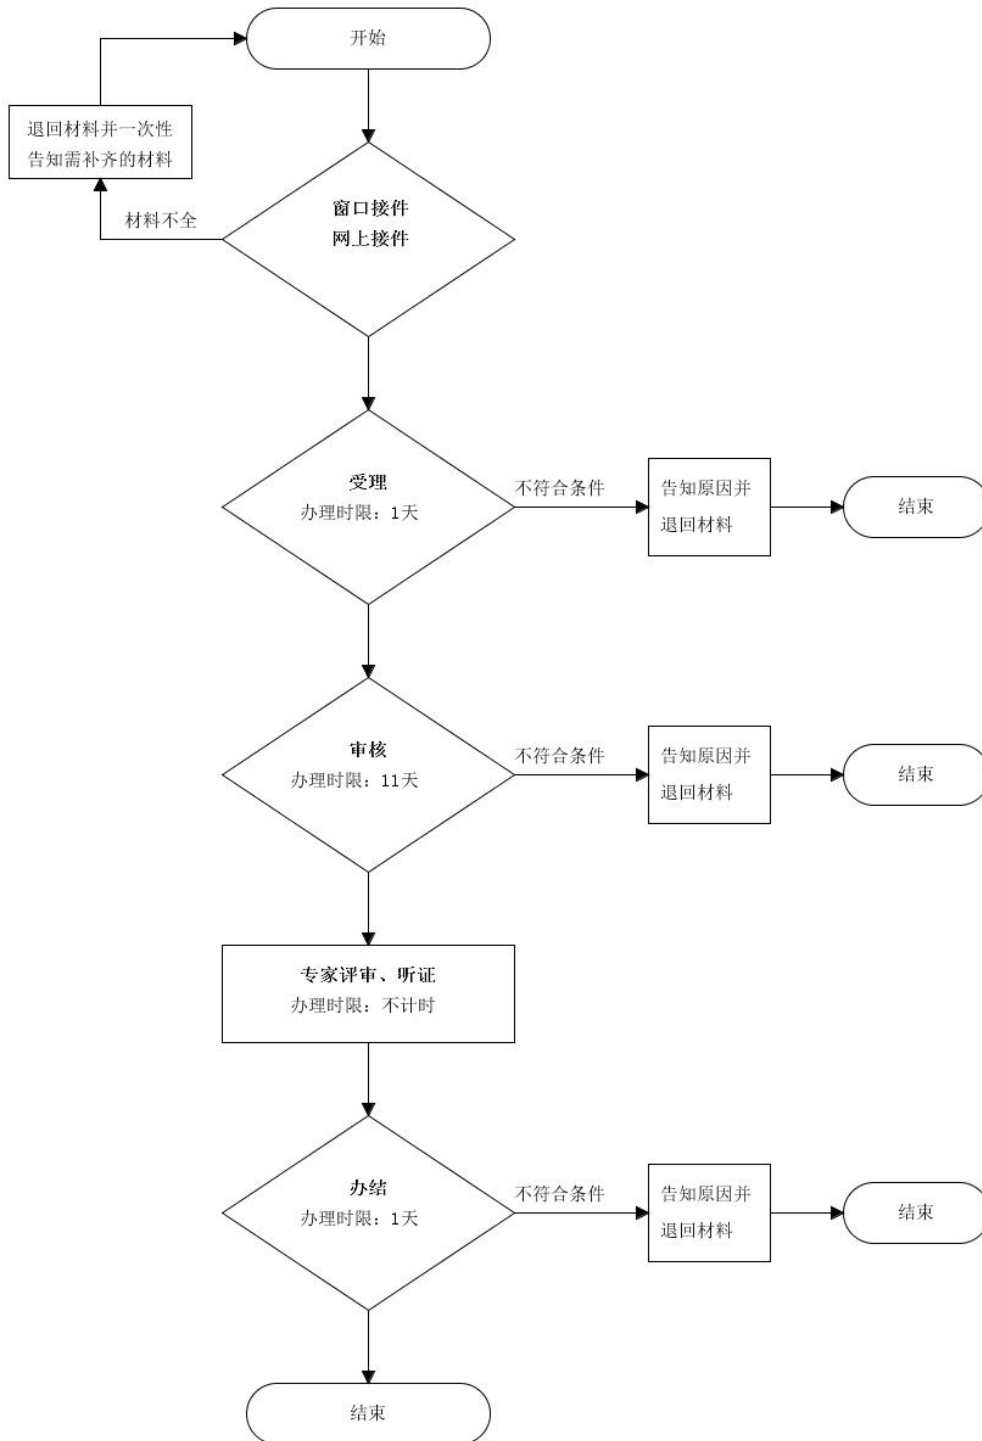 开始
退回材料并一次性
告知需补齐的材料
材料不全
窗口接件
网上接件
受理
办理时限：1天
不符合条件
告知原因并
退回材料
结束
审核
办理时限：11天
不符合条件
告知原因并
退回材料
结束
专家评审、听证
办理时限：不计时
办结
办理时限：1天
不符合条件
告知原因并
退回材料
结束
结束